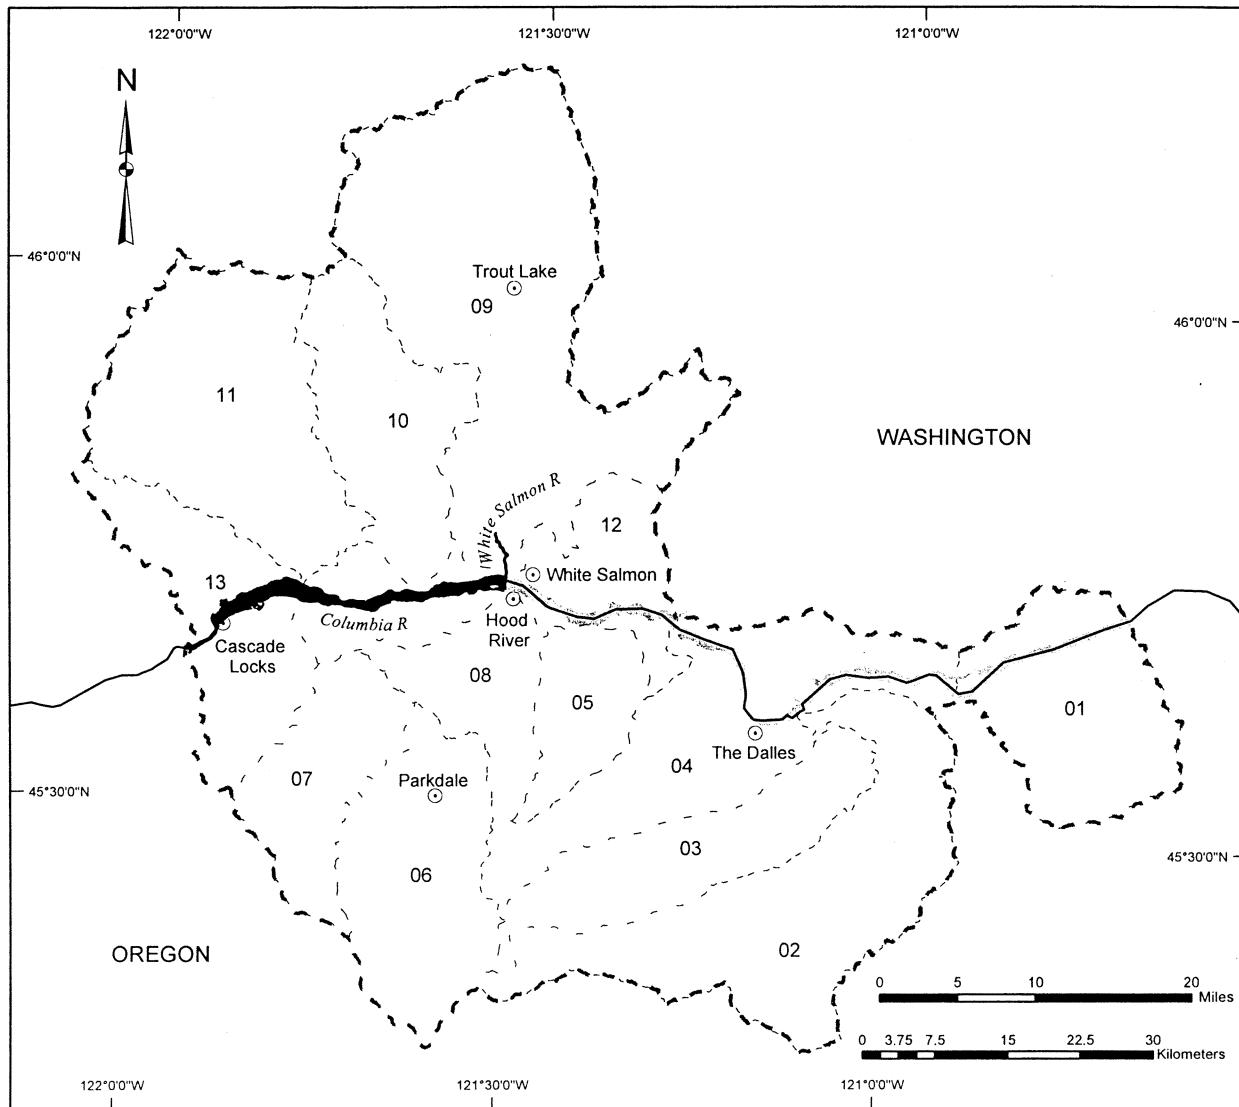 122°0'0"W
121°30'0"W
121°0'0"W
N
46°0'0"N
Trout Lake
09
46°0'0"N
11
10
WASHINGTON
White Salmon R
12
White Salmon
13
Columbia R
Hood
River
Cascade
Locks
08
05
01
The Dalles
04
07
Parkdale
45°30'0"N
03
45°30'0"N
06
OREGON
02
0 5 10 20
Miles
0 3.75 7.5 15 22.5 30
Kilometers
122°0'0"W
121°30'0"W
121°0'0"W